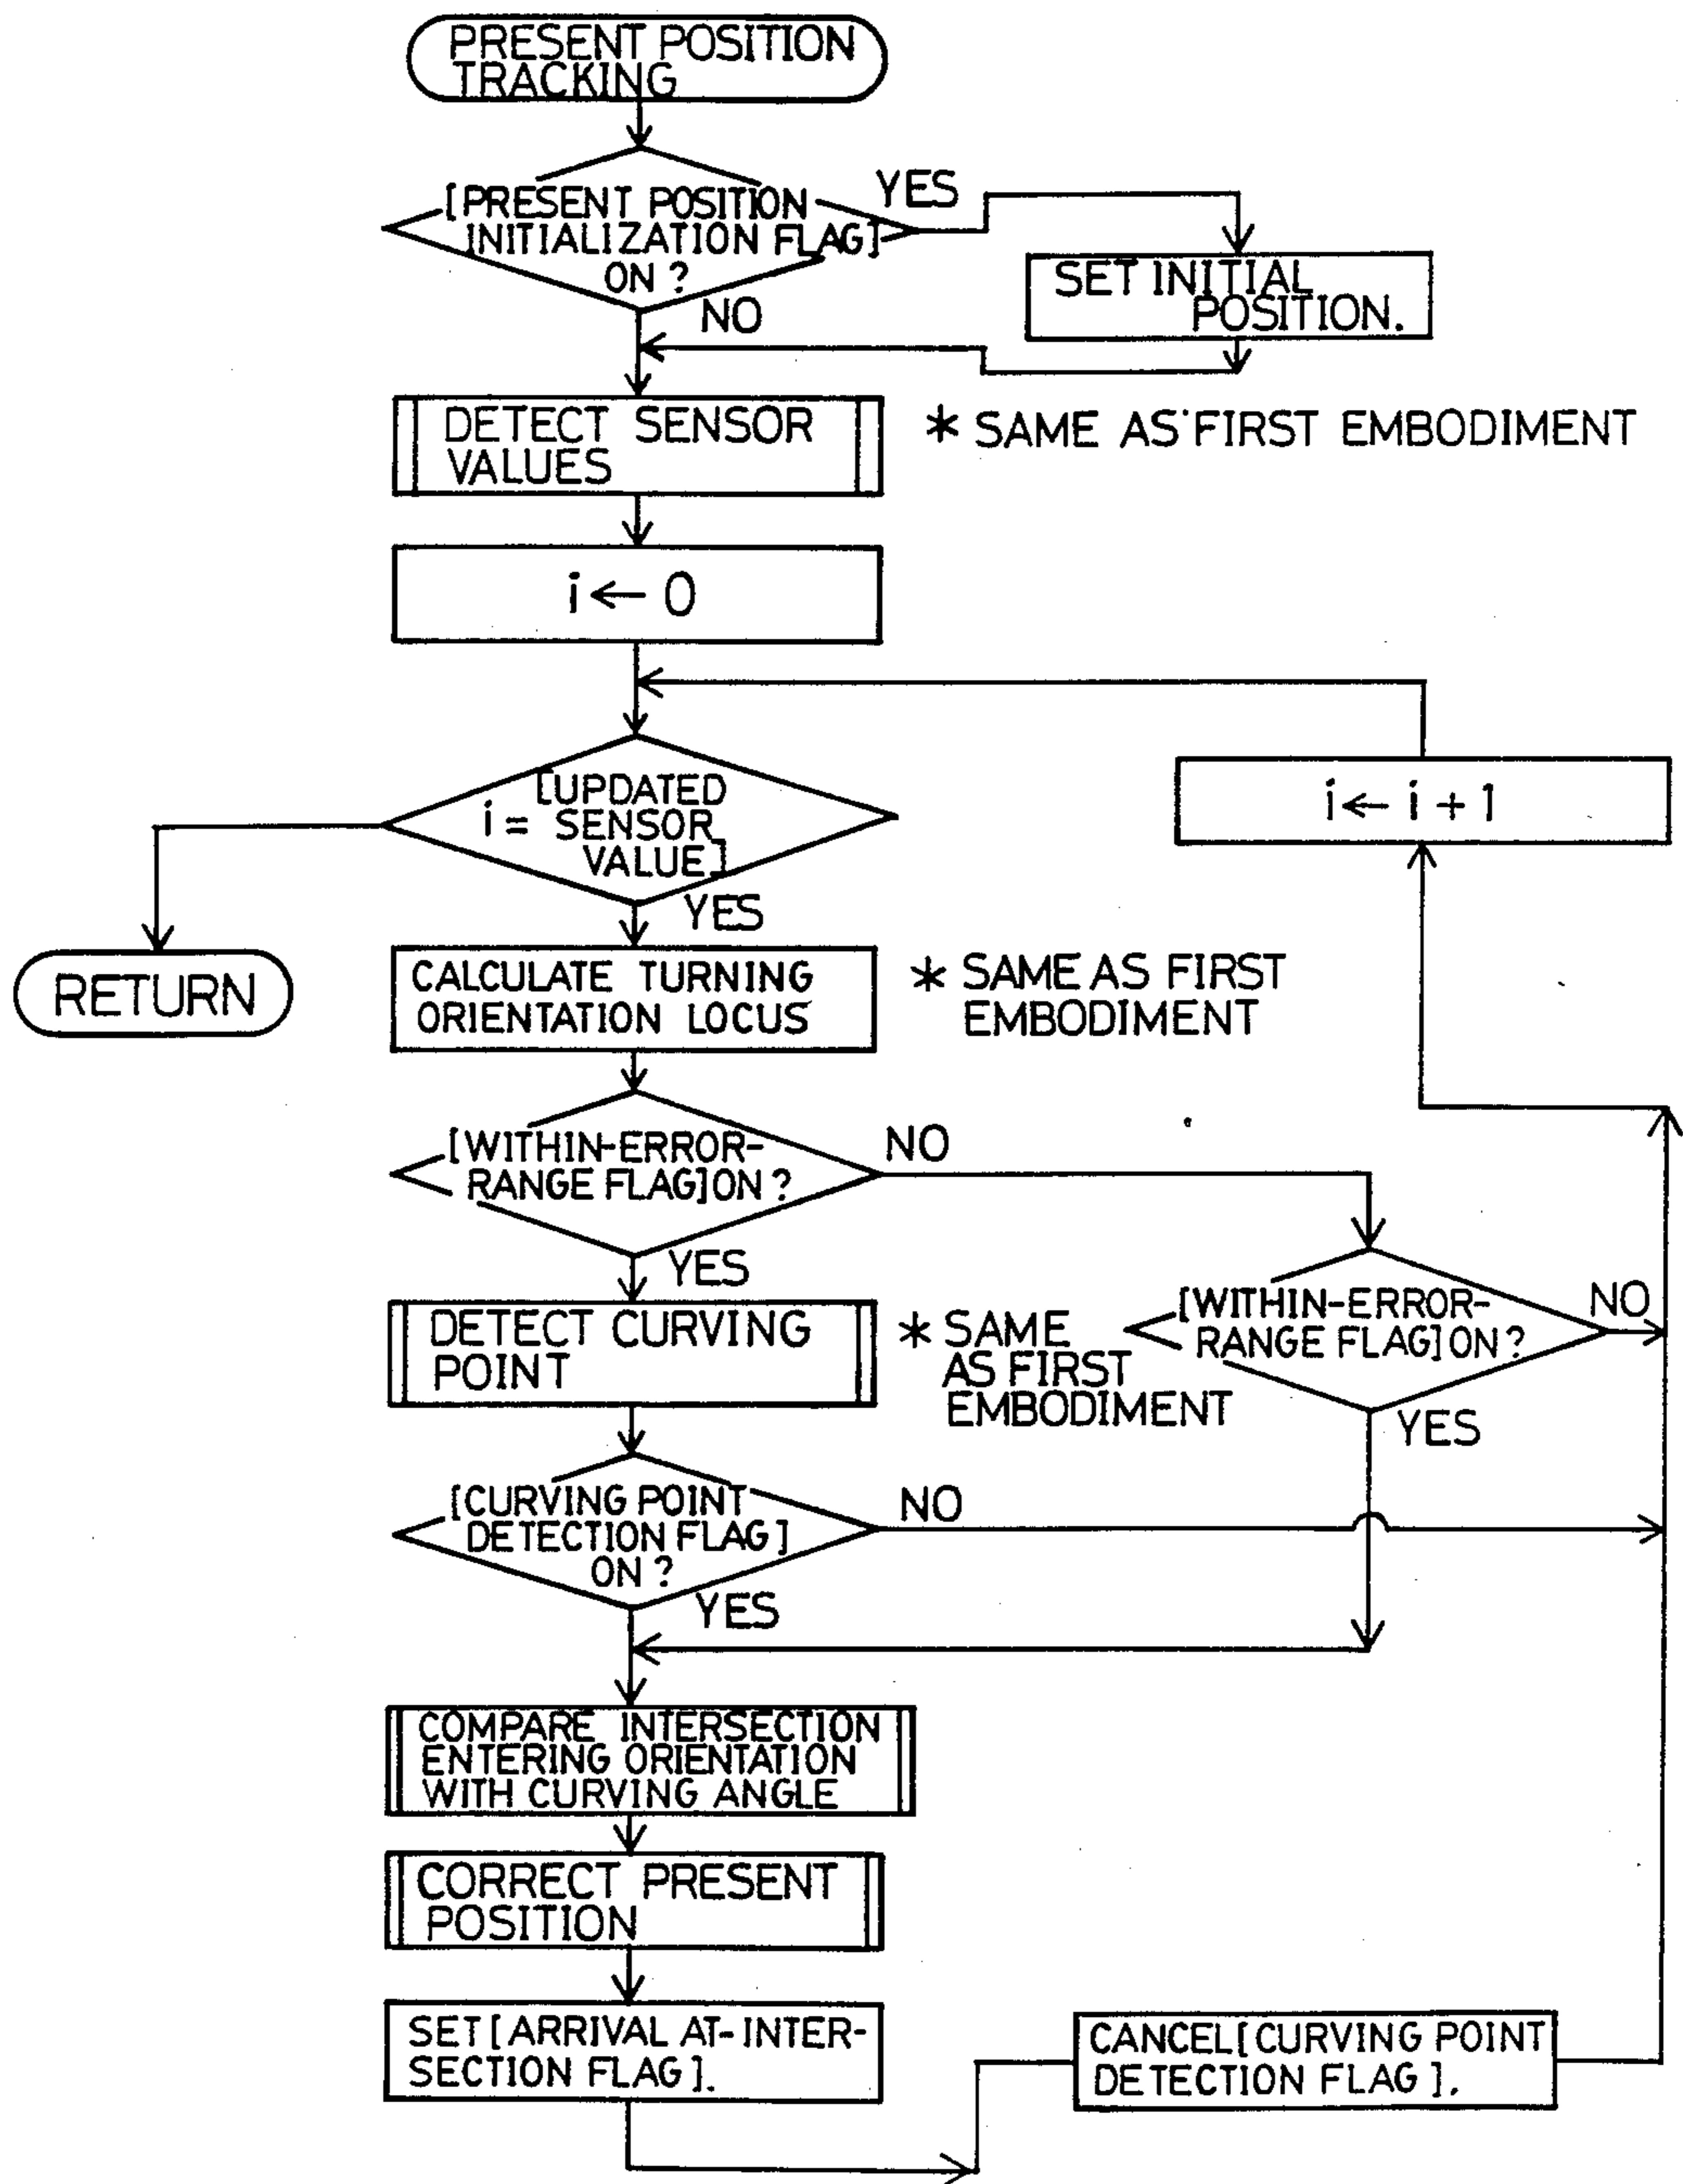 PRESENT POSITION
TRACKING
[PRESENT POSITION
INITIALIZATION FLAG]
ON ?
YES
NO
SET INITIAL
POSITION.
DETECT SENSOR
VALUES
* SAME AS FIRST EMBODIMENT
i ← 0
i ← i + 1
[UPDATED
i = SENSOR
VALUE]
YES
RETURN
CALCULATE TURNING
ORIENTATION LOCUS
* SAME AS FIRST
EMBODIMENT
[WITHIN-ERROR-
RANGE FLAG] ON ?
NO
YES
[WITHIN-ERROR-
RANGE FLAG] ON ?
NO
YES
DETECT CURVING
POINT
* SAME
AS FIRST
EMBODIMENT
[CURVING POINT
DETECTION FLAG]
ON ?
NO
YES
COMPARE INTERSECTION
ENTERING ORIENTATION
WITH CURVING ANGLE
CORRECT PRESENT
POSITION
SET [ARRIVAL AT-INTER-
SECTION FLAG].
CANCEL [CURVING POINT
DETECTION FLAG].